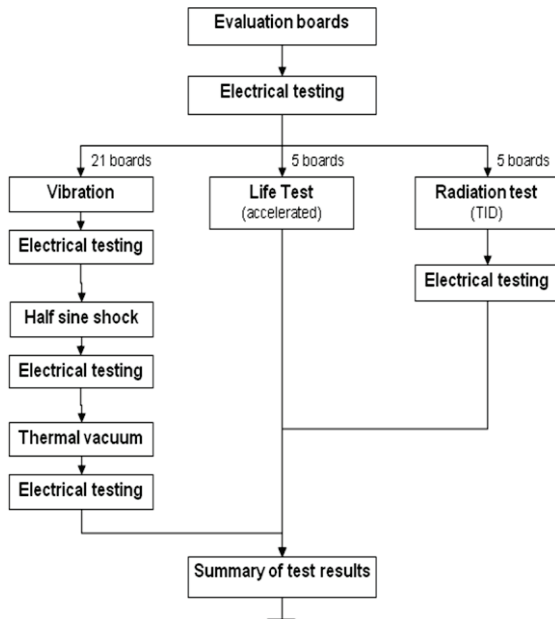 Evaluation boards
Electrical testing
21 boards
5 boards
5 boards
Vibration
Life Test
(accelerated)
Radiation test
(TID)
Electrical testing
Electrical testing
Half sine shock
Electrical testing
Thermal vacuum
Electrical testing
Summary of test results